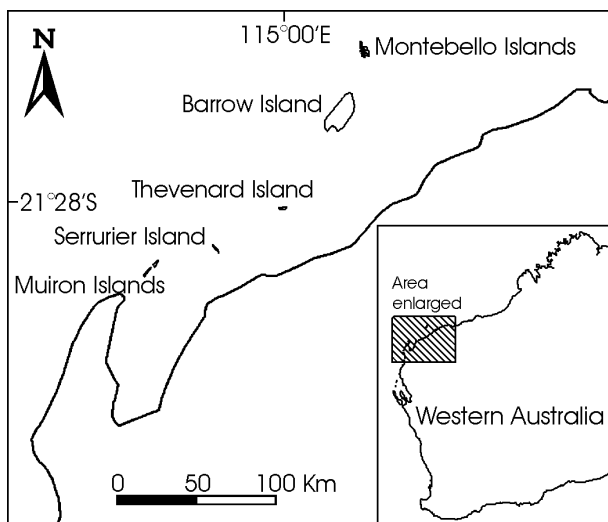 115°00'E
N
Montebello Islands
Barrow Island
Thevenard Island
21°28'S
Serrurier Island
Muiron Islands
Area
enlarged
Western Australia
0 50 100 Km